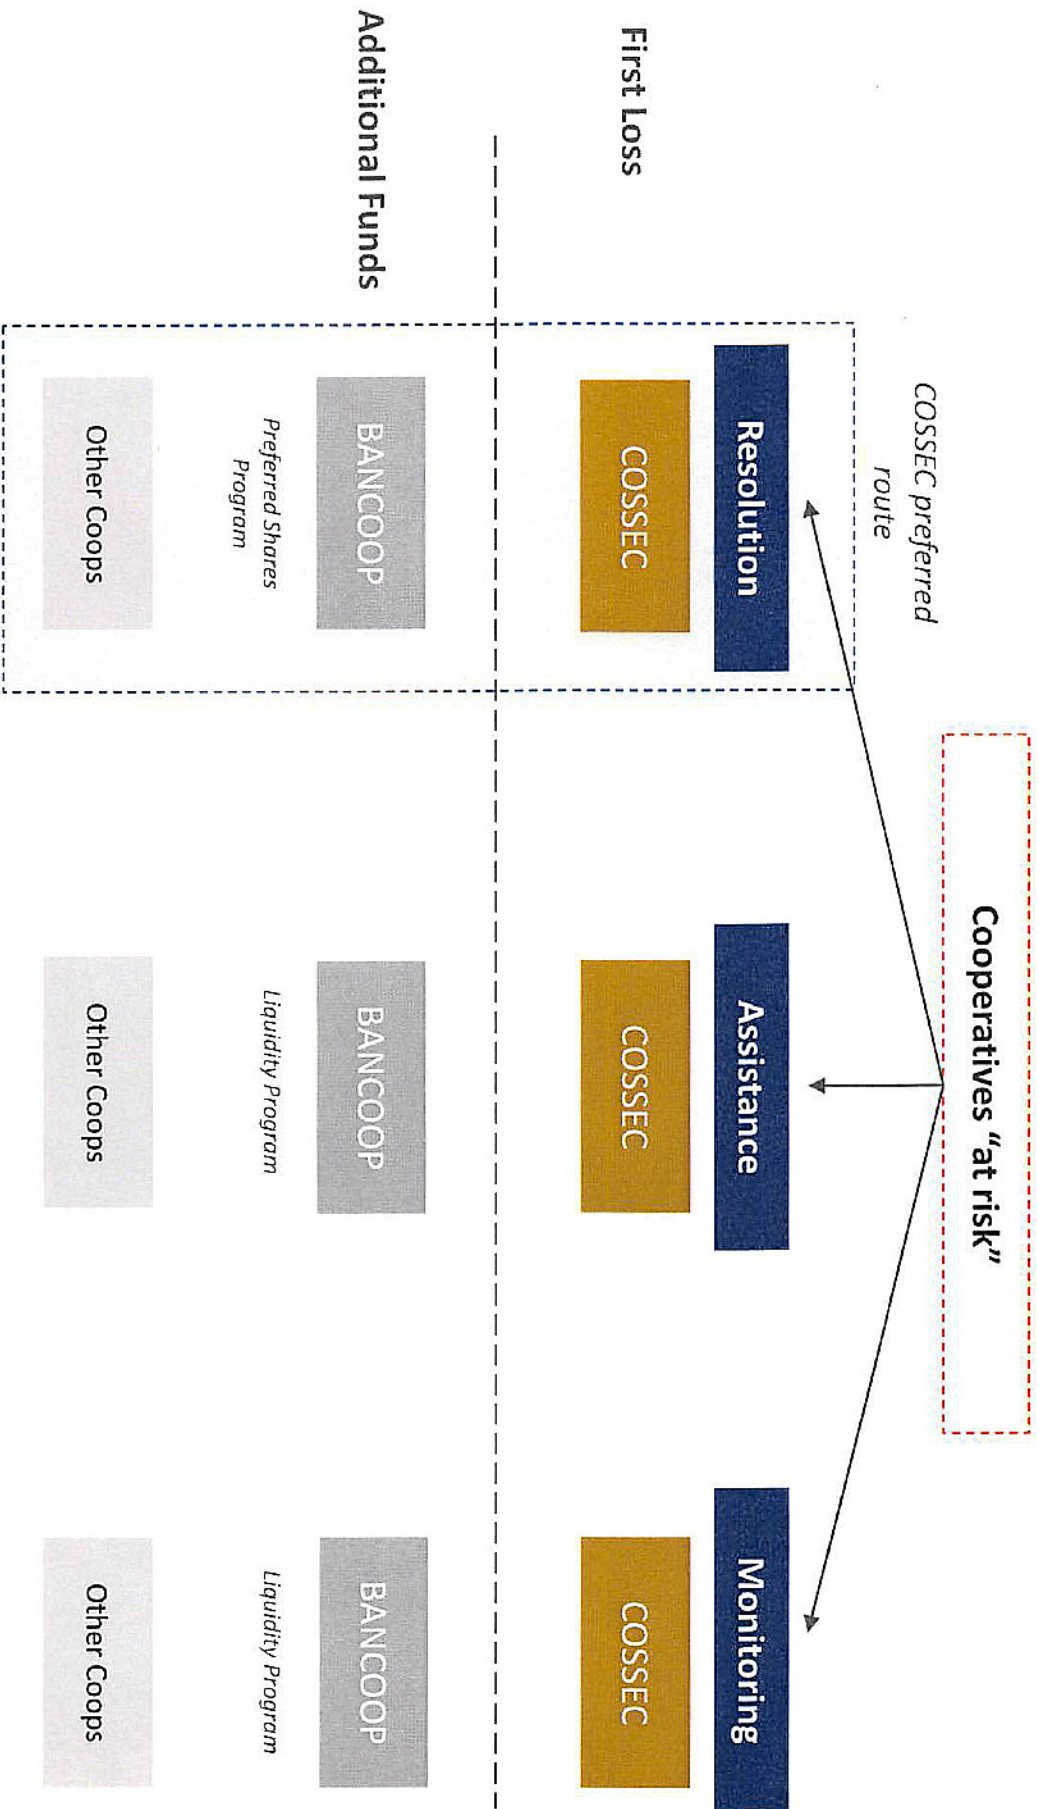 Cooperatives “at risk”
COSSEC preferred
route
Resolution
Assistance
Monitoring
First Loss
COSSEC
COSSEC
COSSEC
Additional Funds
BANCOOP
BANCOOP
BANCOOP
Preferred Shares
Program
Liquidity Program
Liquidity Program
Other Coops
Other Coops
Other Coops